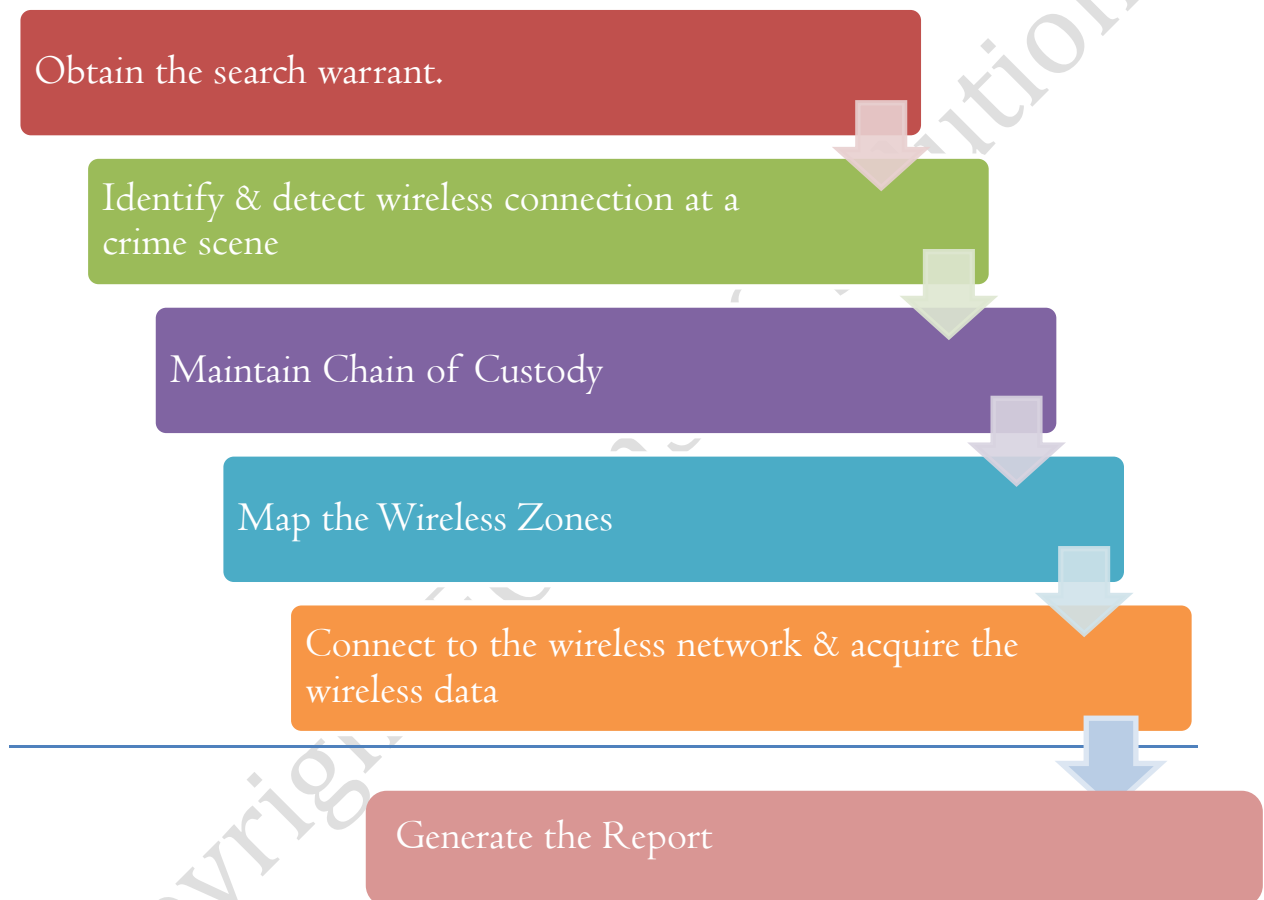 Obtain the search warrant.
Identify & detect wireless connection at a
crime scene
Maintain Chain of Custody
Map the Wireless Zones
Connect to the wireless network & acquire the
wireless data
Generate the Report